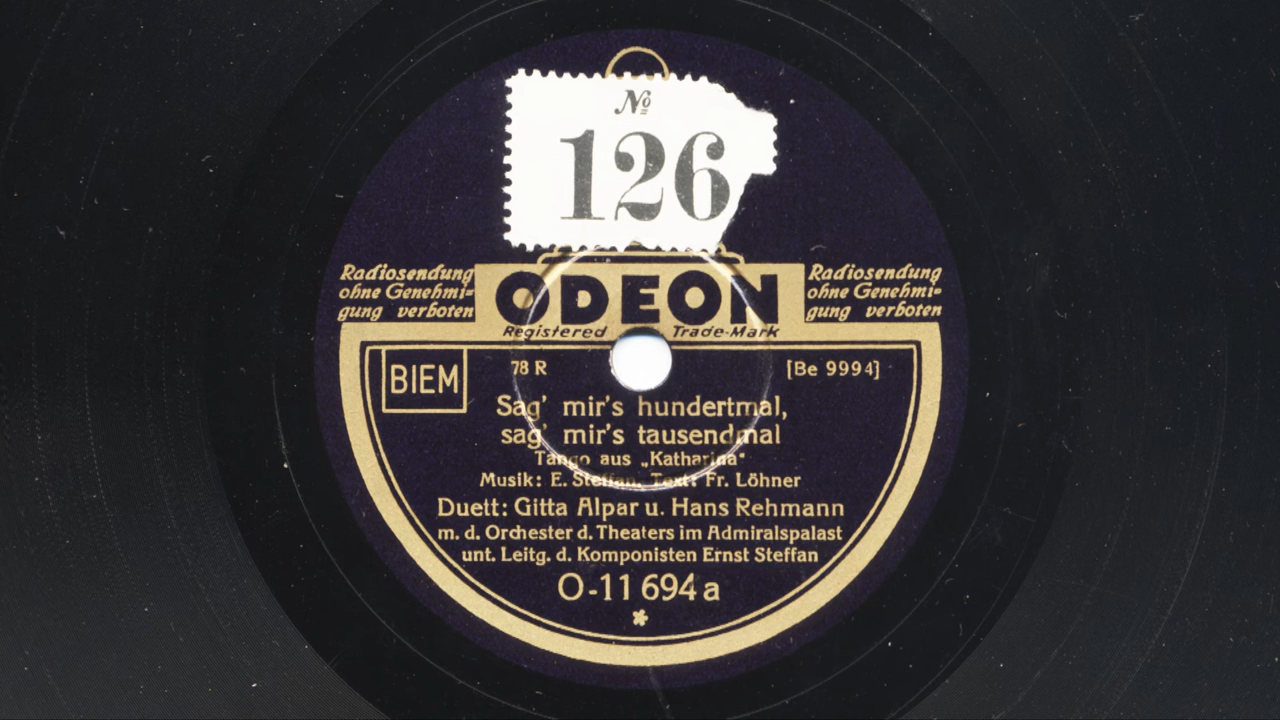 No
126
ODEON
Registered Trade-Mark
Radiosendung
ohne Genehmi=
gung verboten
Radiosendung
ohne Genehmi=
gung verboten
BIEM
78 R
[Be 9994]
Sag' mir's hundertmal,
sag' mir's tausendmal
Tango aus „Katharina“
Musik: E. Steffan, Text: Fr. Löhner
Duett: Gitta Alpar u. Hans Rehmann
m. d. Orchester d. Theaters im Admiralspalast
unt. Leitg. d. Komponisten Ernst Steffan
O-11 694 a